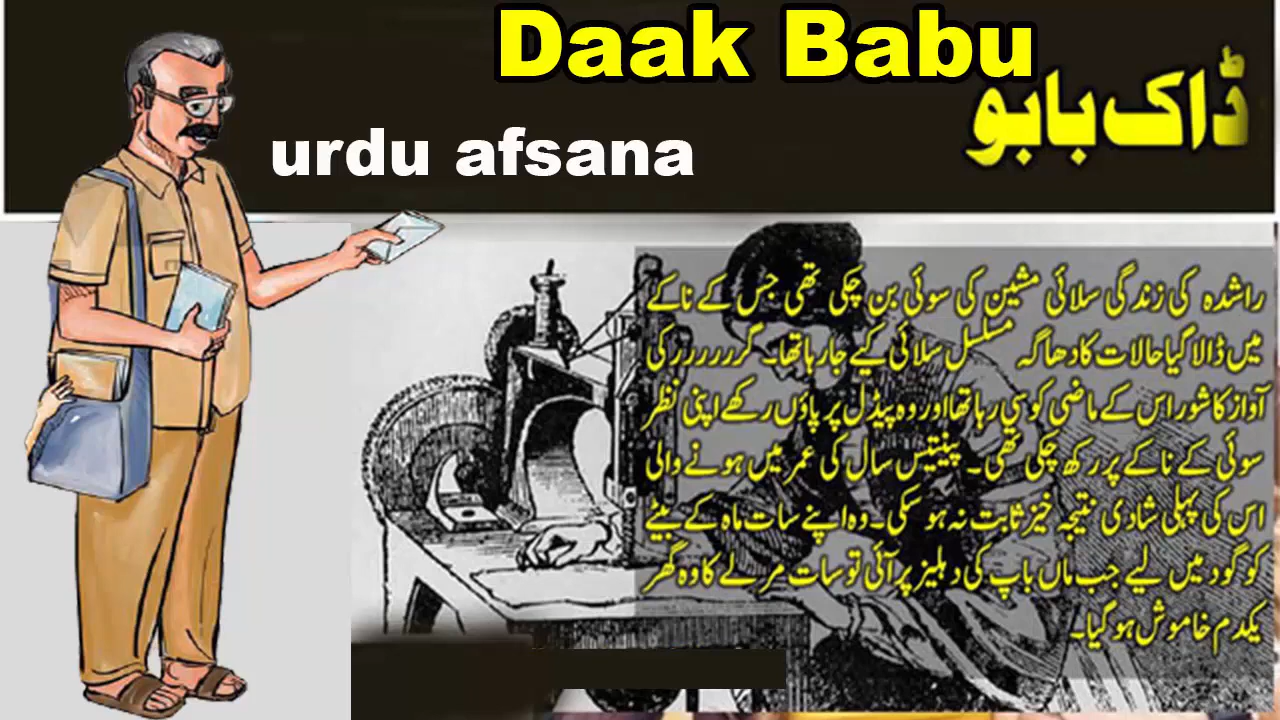 Daak Babu
ڈاک بابو
urdu afsana
راشدہ کی زندگی سلائی مشین کی سوئی بن چکی تھی جس کے ناکے
میں ڈالا گیا حالات کا دھاگہ مسلسل سلائی کیے جا رہا تھا۔ گررررررر کی
آواز کا شور اس کے ماضی کو سی رہا تھا اور وہ پیڈل پر پاؤں رکھے اپنی نظر
سوئی کے ناکے پر رکھ چکی تھی۔ پینتیس سال کی عمر میں ہونے والی
اس کی پہلی شادی نتیجہ خیز ثابت نہ ہو سکی۔ وہ اپنے سات ماہ کے بیٹے
کو گود میں لیے جب ماں باپ کی دہلیز پر آئی تو سات مرلے کا وہ گھر
یکدم خاموش ہو گیا۔